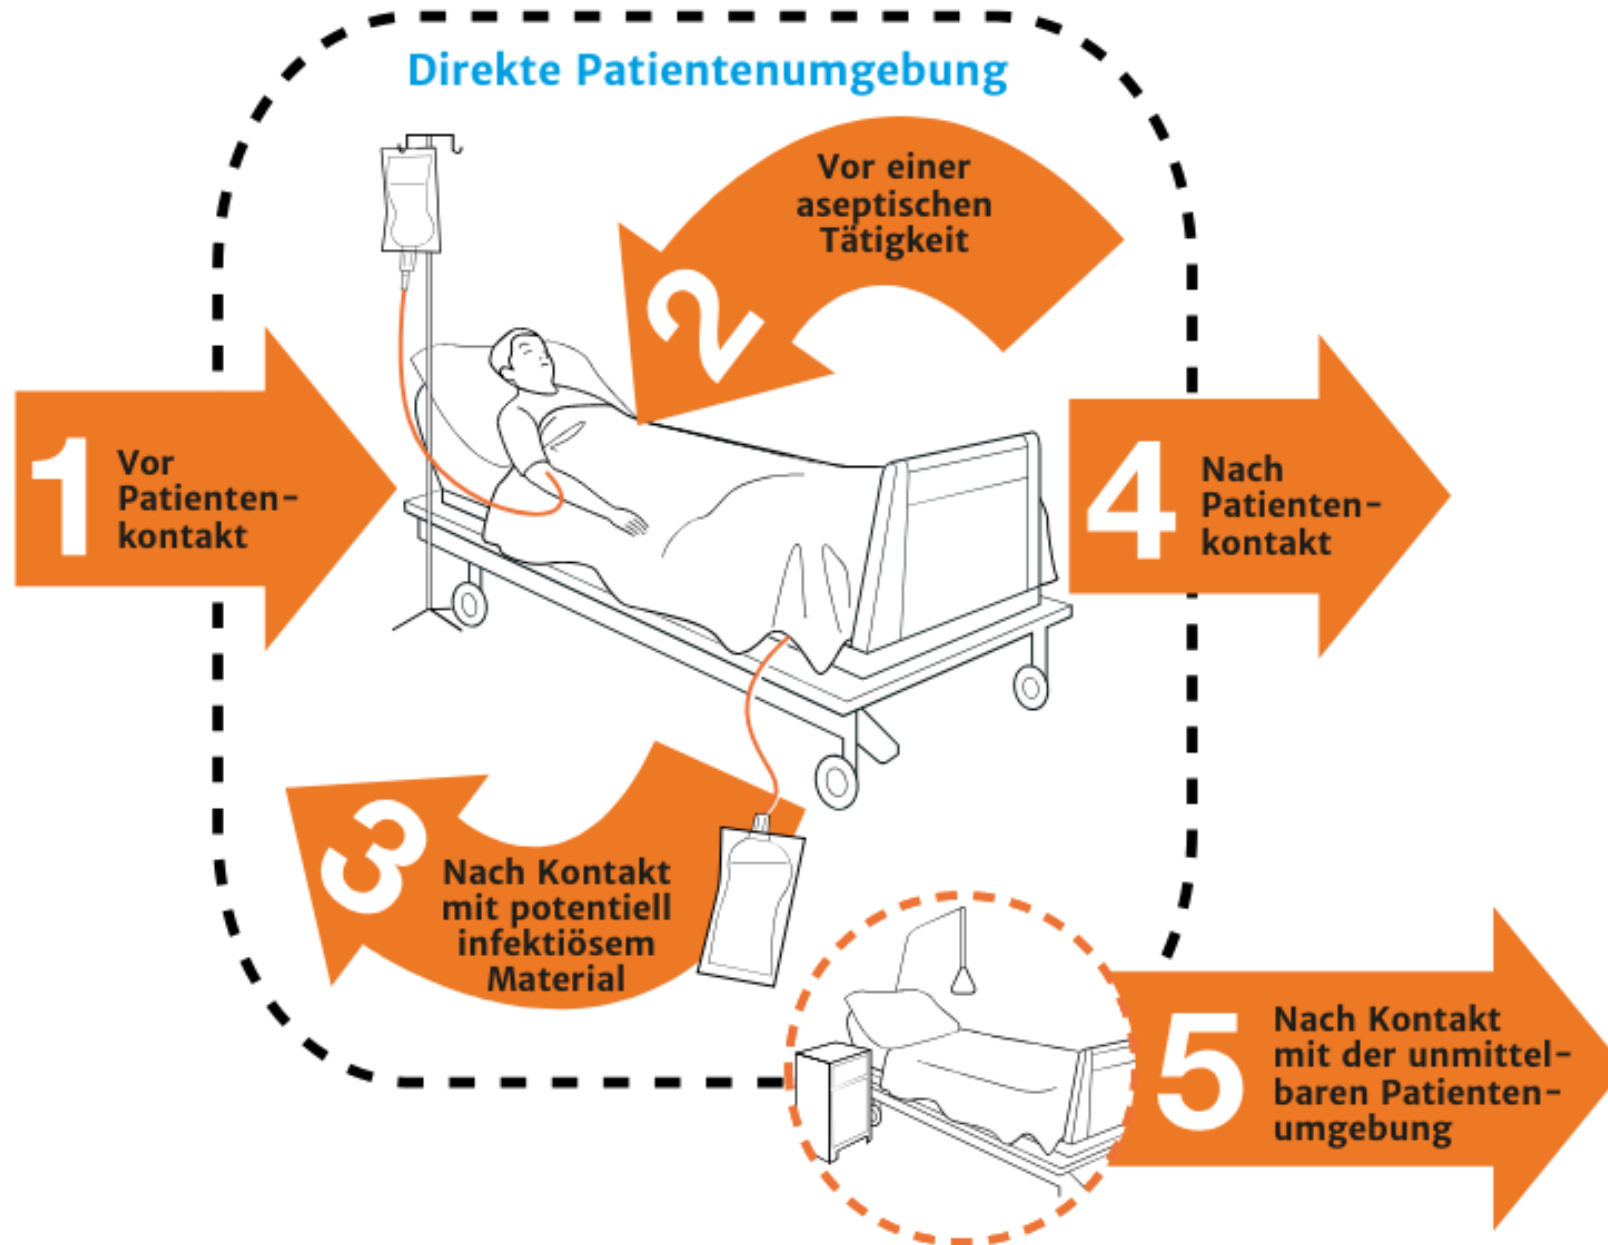 Direkte Patientenumgebung
1
Vor
Patienten-
kontakt
2
Vor einer
aseptischen
Tätigkeit
3
Nach Kontakt
mit potentiell
infektiösem
Material
4
Nach
Patienten-
kontakt
5
Nach Kontakt
mit der unmittel-
baren Patienten-
umgebung